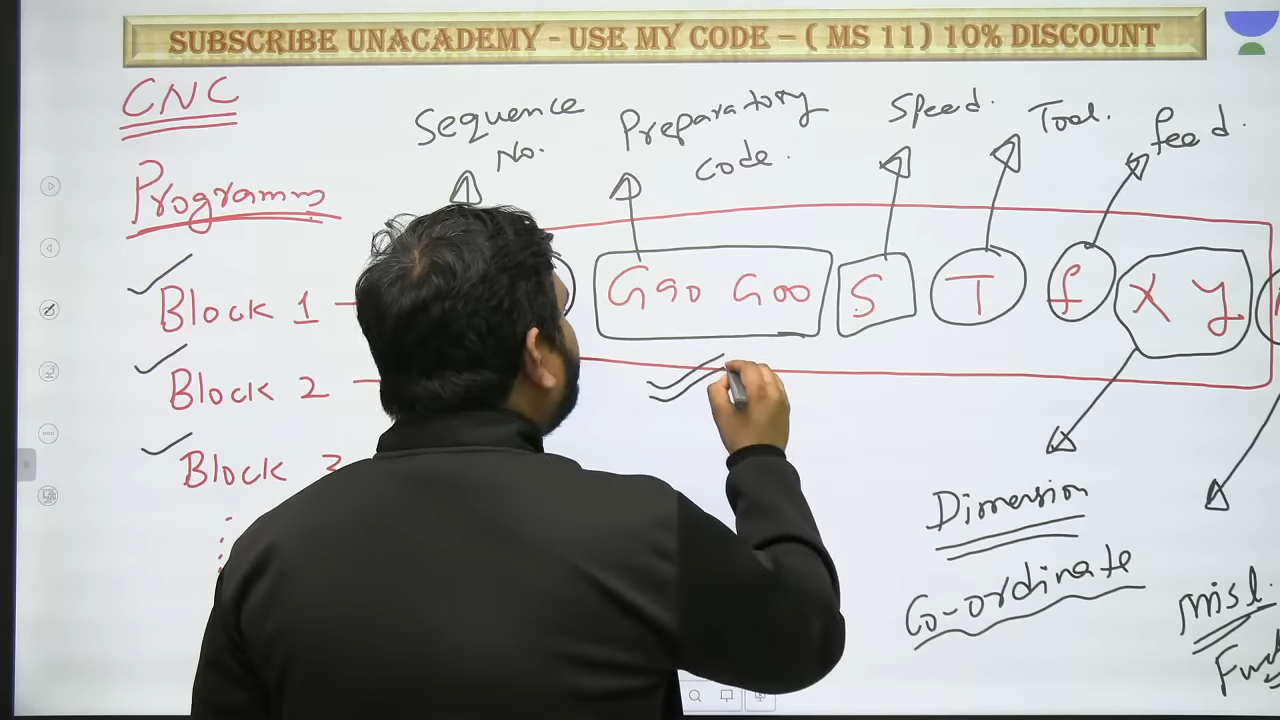 SUBSCRIBE UNACADEMY - USE MY CODE – ( MS 11) 10% DISCOUNT
CNC
Programms
Sequence No.
Preparatory code.
Speed.
Tool.
feed.
Block 1
G90 G00 S T f X Y
Block 2
Block 3
Dimension
Co-ordinate
Misl.